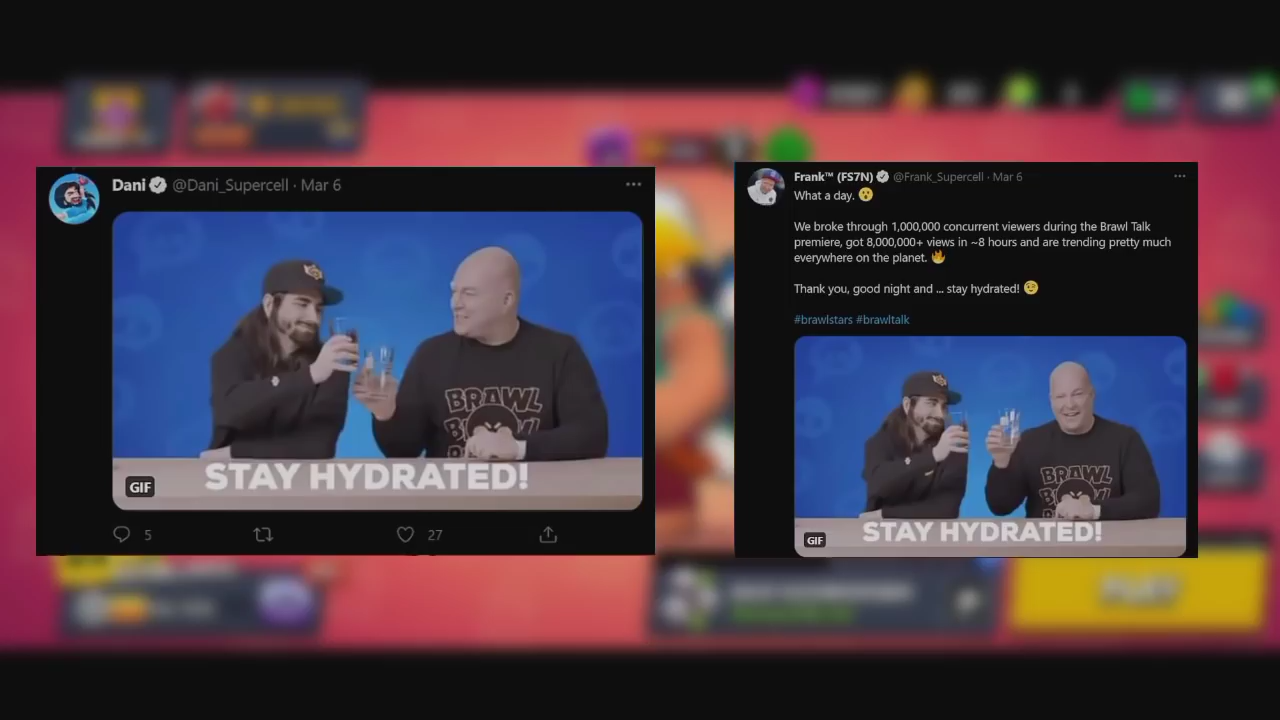 Dani @Dani_Supercell · Mar 6
BRAWL
STAY HYDRATED!
GIF
5
27
Frank™ (FS7N) @Frank_Supercell · Mar 6
What a day. 😮
We broke through 1,000,000 concurrent viewers during the Brawl Talk
premiere, got 8,000,000+ views in ~8 hours and are trending pretty much
everywhere on the planet. 🔥
Thank you, good night and ... stay hydrated! 😉
#brawlstars #brawltalk
BRAWL
STAY HYDRATED!
GIF